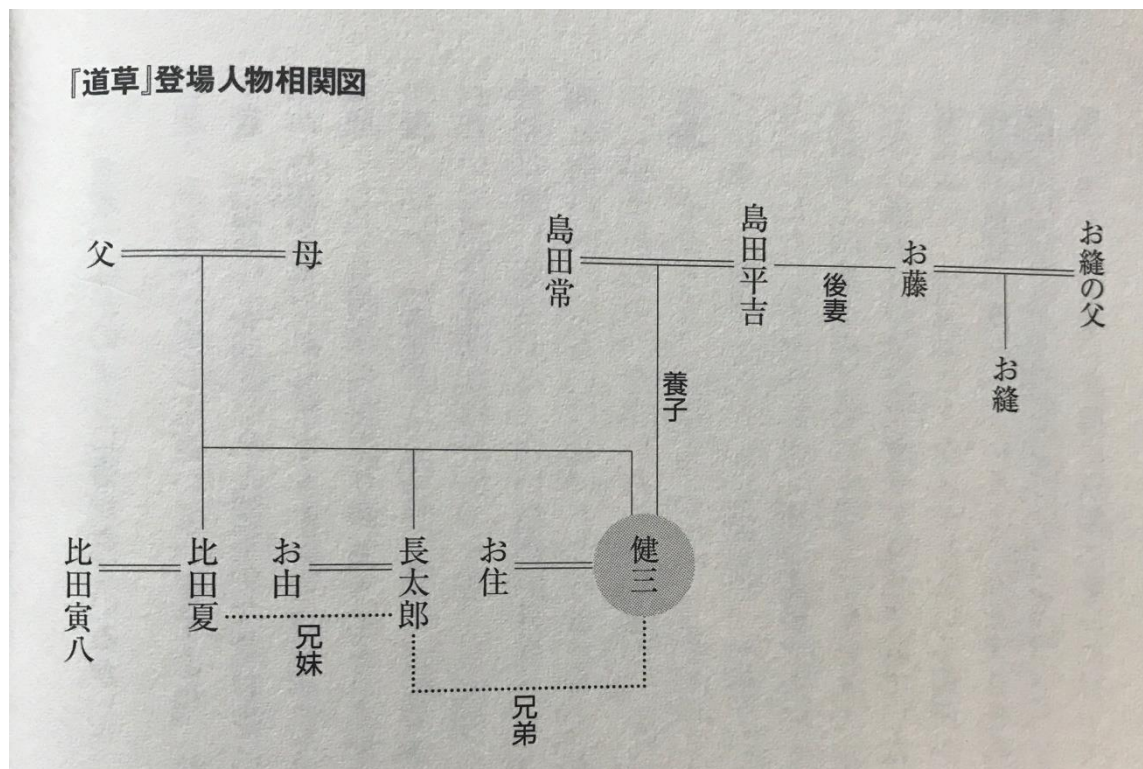 『道草』登場人物相関図
父
母
島田常
島田平吉
後妻
お藤
お縫の父
お縫
養子
比田寅八
比田夏
お由
長太郎
お住
健三
兄妹
兄弟